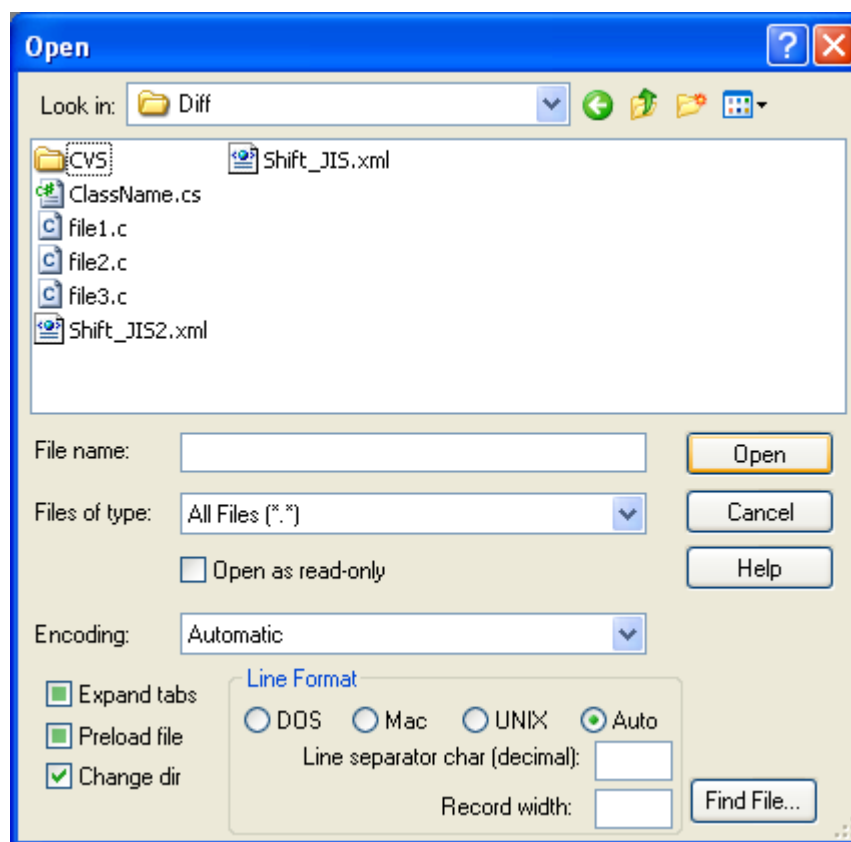 Open
Look in: Diff
CVS
Shift_JIS.xml
ClassName.cs
file1.c
file2.c
file3.c
Shift_JIS2.xml
File name:
Open
Files of type: All Files (*.*)
Cancel
Open as read-only
Help
Encoding: Automatic
Line Format
Expand tabs
DOS Mac UNIX Auto
Preload file
Line separator char (decimal):
Change dir
Record width:
Find File...